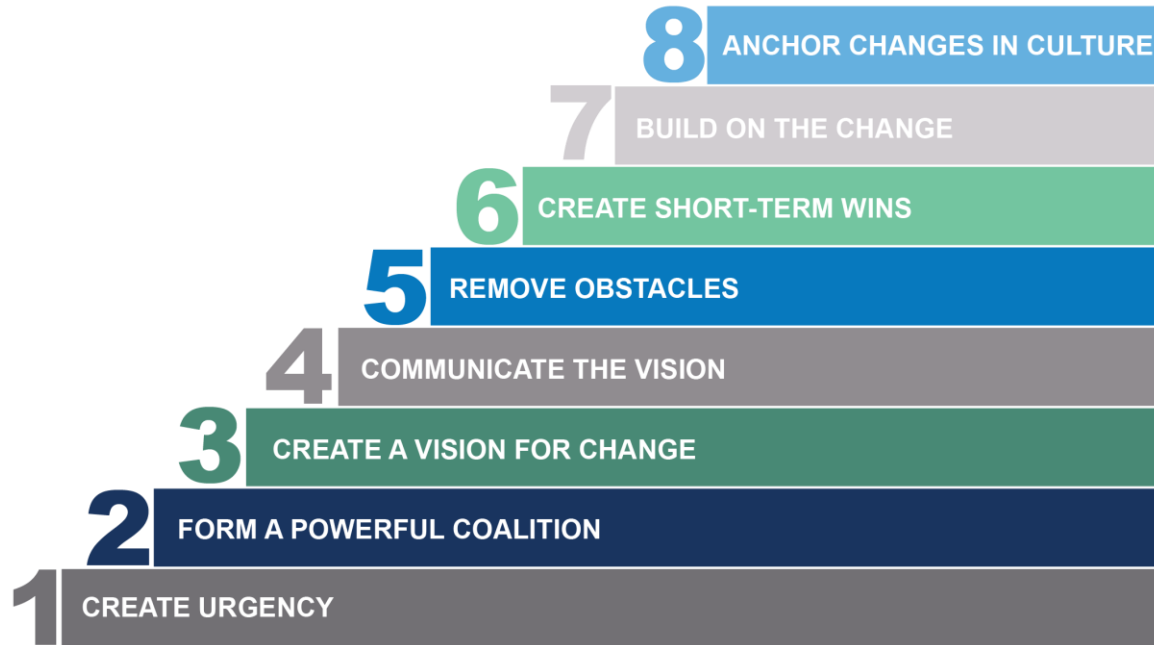 8 ANCHOR CHANGES IN CULTURE
7 BUILD ON THE CHANGE
6 CREATE SHORT-TERM WINS
5 REMOVE OBSTACLES
4 COMMUNICATE THE VISION
3 CREATE A VISION FOR CHANGE
2 FORM A POWERFUL COALITION
1 CREATE URGENCY